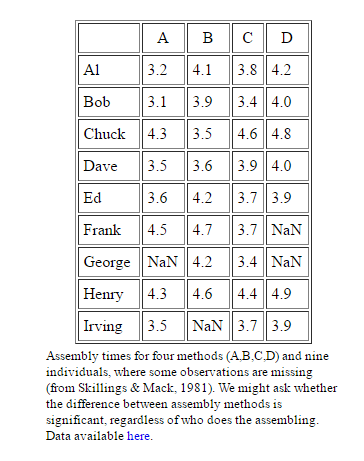 A B C D
Al 3.2 4.1 3.8 4.2
Bob 3.1 3.9 3.4 4.0
Chuck 4.3 3.5 4.6 4.8
Dave 3.5 3.6 3.9 4.0
Ed 3.6 4.2 3.7 3.9
Frank 4.5 4.7 3.7 NaN
George NaN 4.2 3.4 NaN
Henry 4.3 4.6 4.4 4.9
Irving 3.5 NaN 3.7 3.9
Assembly times for four methods (A,B,C,D) and nine
individuals, where some observations are missing
(from Skillings & Mack, 1981). We might ask whether
the difference between assembly methods is
significant, regardless of who does the assembling.
Data available here.